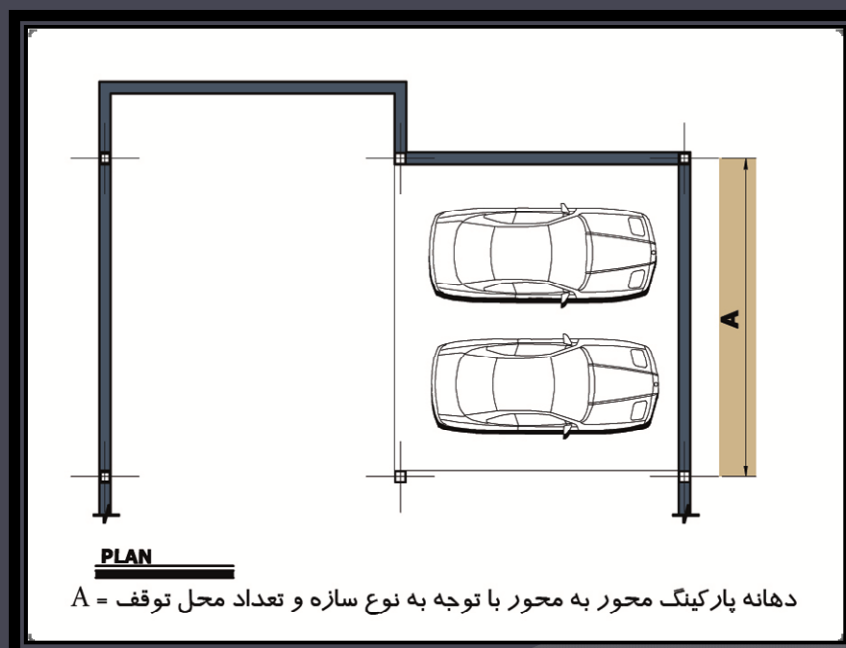 A
PLAN
دهانه پارکینگ محور به محور با توجه به نوع سازه و تعداد محل توقف = A